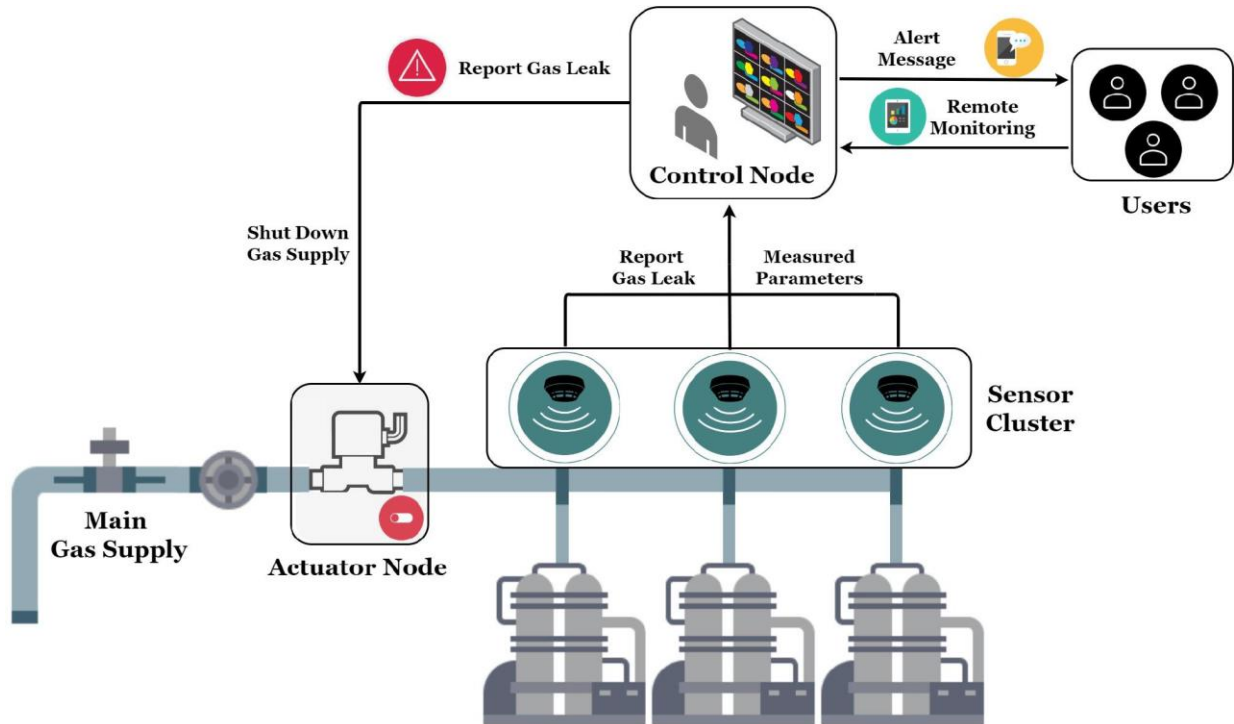 Report Gas Leak
Alert
Message
Remote
Monitoring
Control Node
Users
Shut Down
Gas Supply
Report
Gas Leak
Measured
Parameters
Sensor
Cluster
Main
Gas Supply
Actuator Node